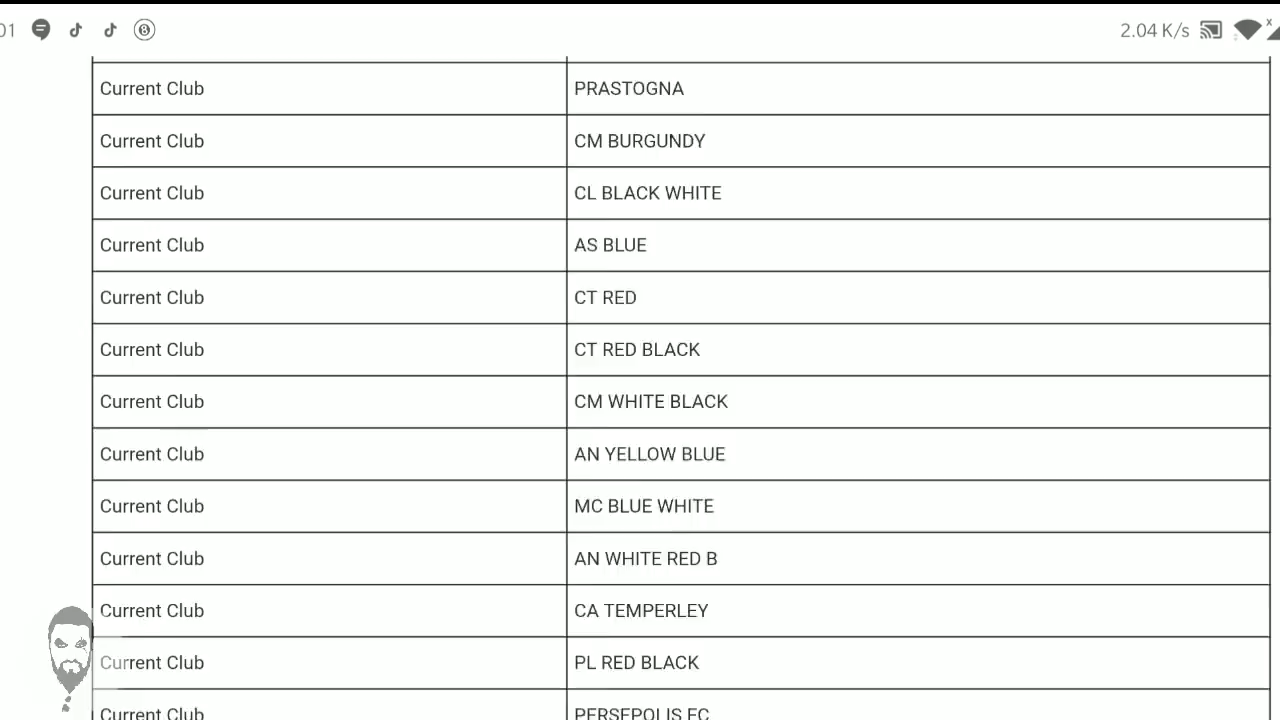 01
2.04 K/s
Current Club PRASTOGNA
Current Club CM BURGUNDY
Current Club CL BLACK WHITE
Current Club AS BLUE
Current Club CT RED
Current Club CT RED BLACK
Current Club CM WHITE BLACK
Current Club AN YELLOW BLUE
Current Club MC BLUE WHITE
Current Club AN WHITE RED B
Current Club CA TEMPERLEY
Current Club PL RED BLACK
Current Club PERSEPOLIS FC